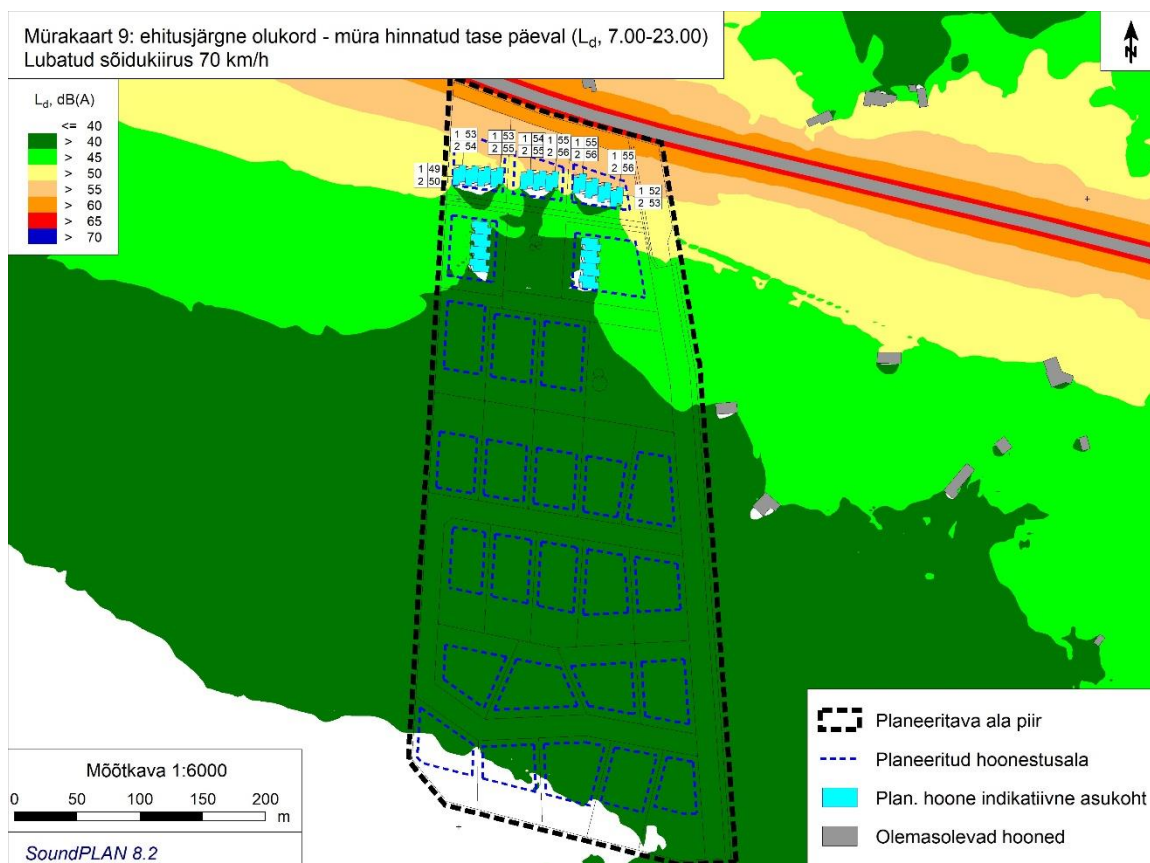 Mürakaart 9: ehitusjärgne olukord - müra hinnatud tase päeval (Ld, 7.00-23.00)
Lubatud sõidukiirus 70 km/h
N
Ld, dB(A)
<= 40
> 40
> 45
> 50
> 55
> 60
> 65
> 70
1 53
2 54
1 53
2 55
1 54
2 55
1 55
2 56
1 55
2 56
1 55
2 56
1 49
2 50
1 52
2 53
Mõõtkava 1:6000
0 50 100 150 200
m
SoundPLAN 8.2
Planeeritava ala piir
Planeeritud hoonestusala
Plan. hoone indikatiivne asukoht
Olemasolevad hooned